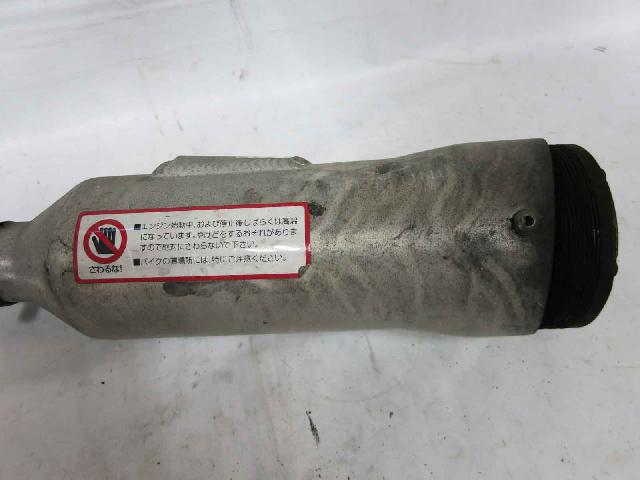 ■エンジン始動中、および停止後しばらくは高温
になっています。やけどをするおそれがありま
すので絶対にさわらないで下さい。
■バイクの置場所には、特にご注意ください。
さわるな!